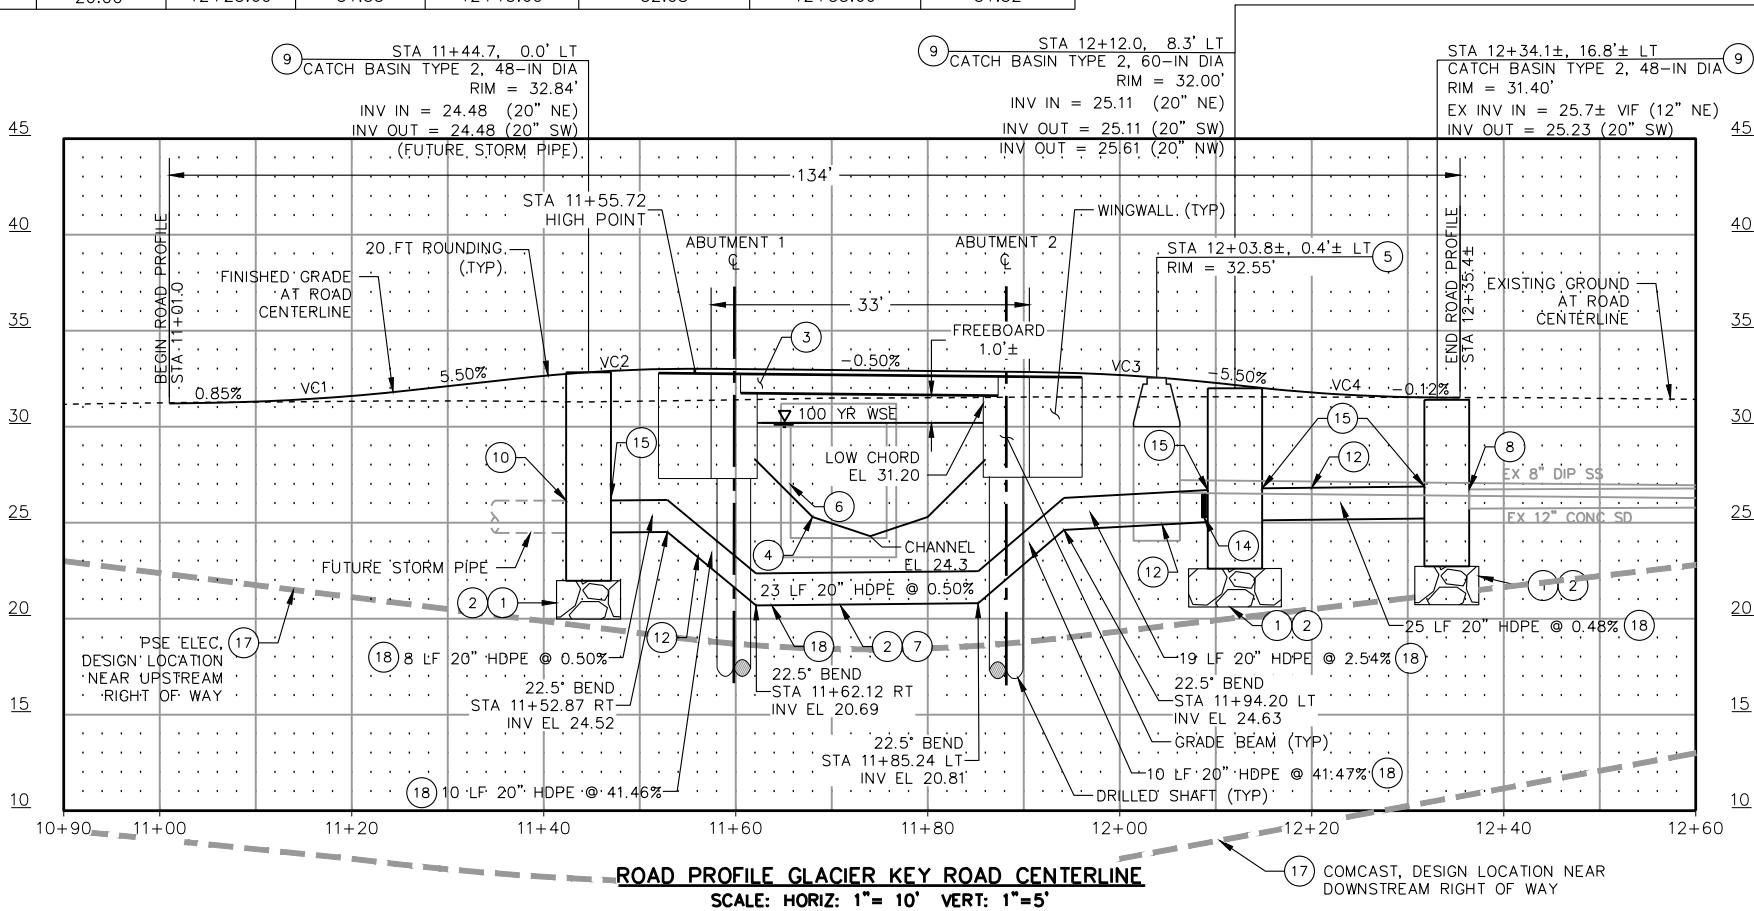 9
STA 11+44.7, 0.0' LT
CATCH BASIN TYPE 2, 48-IN DIA
RIM = 32.84'
INV IN = 24.48 (20" NE)
INV OUT = 24.48 (20" SW)
(FUTURE STORM PIPE)
9
STA 12+12.0, 8.3' LT
CATCH BASIN TYPE 2, 60-IN DIA
RIM = 32.00'
INV IN = 25.11 (20" NE)
INV OUT = 25.11 (20" SW)
INV OUT = 25.61 (20" NW)
STA 12+34.1±, 16.8'± LT
CATCH BASIN TYPE 2, 48-IN DIA
9
RIM = 31.40'
EX INV IN = 25.7± VIF (12" NE)
INV OUT = 25.23 (20" SW)
45
45
134'
STA 11+55.72
HIGH POINT
WINGWALL (TYP)
40
40
BEGIN ROAD PROFILE
STA 11+01.0
20 FT ROUNDING
(TYP)
ABUTMENT 1
℄
ABUTMENT 2
℄
STA 12+03.8±, 0.4'± LT
5
RIM = 32.55'
END ROAD PROFILE
STA 12+35.4±
FINISHED GRADE
AT ROAD
CENTERLINE
EXISTING GROUND
AT ROAD
CENTERLINE
33'
35
35
3
FREEBOARD
1.0'±
0.85%
VC1
5.50%
VC2
-0.50%
VC3
-5.50%
VC4
-0.12%
30
30
100 YR WSE
10
15
LOW CHORD
EL 31.20
15
15
12
8
EX 8" DIP SS
6
25
25
EX 12" CONC SD
4
CHANNEL
EL 24.3
14
12
FUTURE STORM PIPE
2
1
23 LF 20" HDPE @ 0.50%
1
2
20
20
PSE ELEC,
DESIGN LOCATION
NEAR UPSTREAM
RIGHT OF WAY
17
12
18
2
7
1
2
25 LF 20" HDPE @ 0.48%
18
18
8 LF 20" HDPE @ 0.50%
19 LF 20" HDPE @ 2.54%
18
22.5° BEND
STA 11+52.87 RT
INV EL 24.52
22.5° BEND
STA 11+62.12 RT
INV EL 20.69
22.5° BEND
STA 11+94.20 LT
INV EL 24.63
15
15
22.5° BEND
STA 11+85.24 LT
INV EL 20.81
GRADE BEAM (TYP)
10 LF 20" HDPE @ 41.47%
18
18
10 LF 20" HDPE @ 41.46%
DRILLED SHAFT (TYP)
10
10
10+90
11+00
11+20
11+40
11+60
11+80
12+00
12+20
12+40
12+60
17
COMCAST, DESIGN LOCATION NEAR
DOWNSTREAM RIGHT OF WAY
ROAD PROFILE GLACIER KEY ROAD CENTERLINE
SCALE: HORIZ: 1"= 10' VERT: 1"=5'